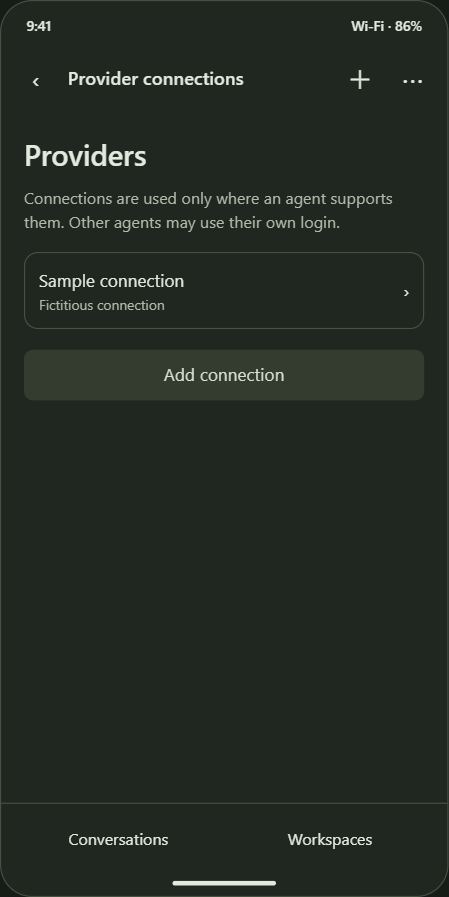 9:41
Wi-Fi · 86%
‹ Provider connections + ...
Providers
Connections are used only where an agent supports
them. Other agents may use their own login.
Sample connection
Fictitious connection
›
Add connection
Conversations
Workspaces